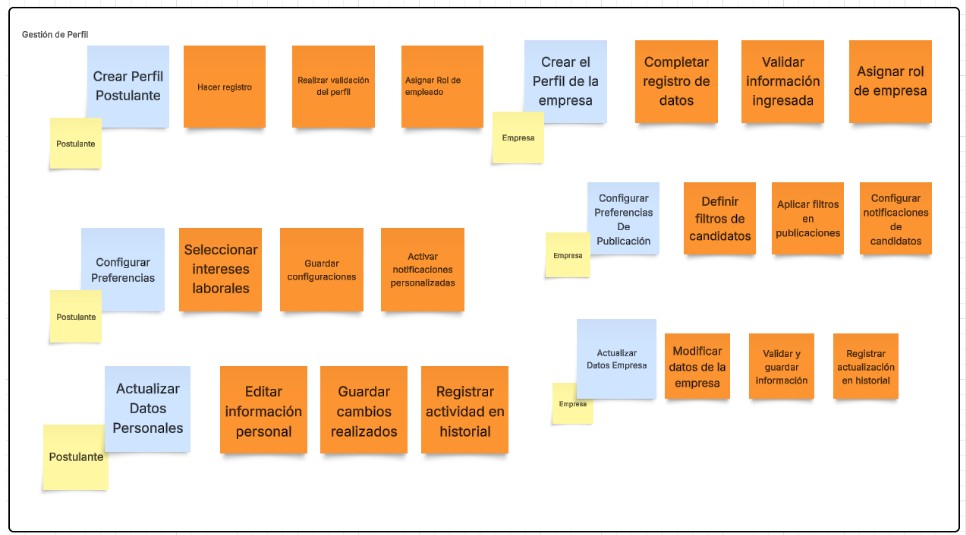 Gestión de Perfil
Crear Perfil
Postulante
Postulante
Hacer registro
Realizar validación
del perfil
Asignar Rol de
empleado
Crear el
Perfil de la
empresa
Empresa
Completar
registro de
datos
Validar
información
ingresada
Asignar rol
de empresa
Configurar
Preferencias
Postulante
Seleccionar
intereses
laborales
Guardar
configuraciones
Activar
notificaciones
personalizadas
Configurar
Preferencias
De
Publicación
Empresa
Definir
filtros de
candidatos
Aplicar filtros
en
publicaciones
Configurar
notificaciones
de
candidatos
Actualizar
Datos
Personales
Postulante
Editar
información
personal
Guardar
cambios
realizados
Registrar
actividad en
historial
Actualizar
Datos Empresa
Empresa
Modificar
datos de la
empresa
Validar y
guardar
información
Registrar
actualización
en historial